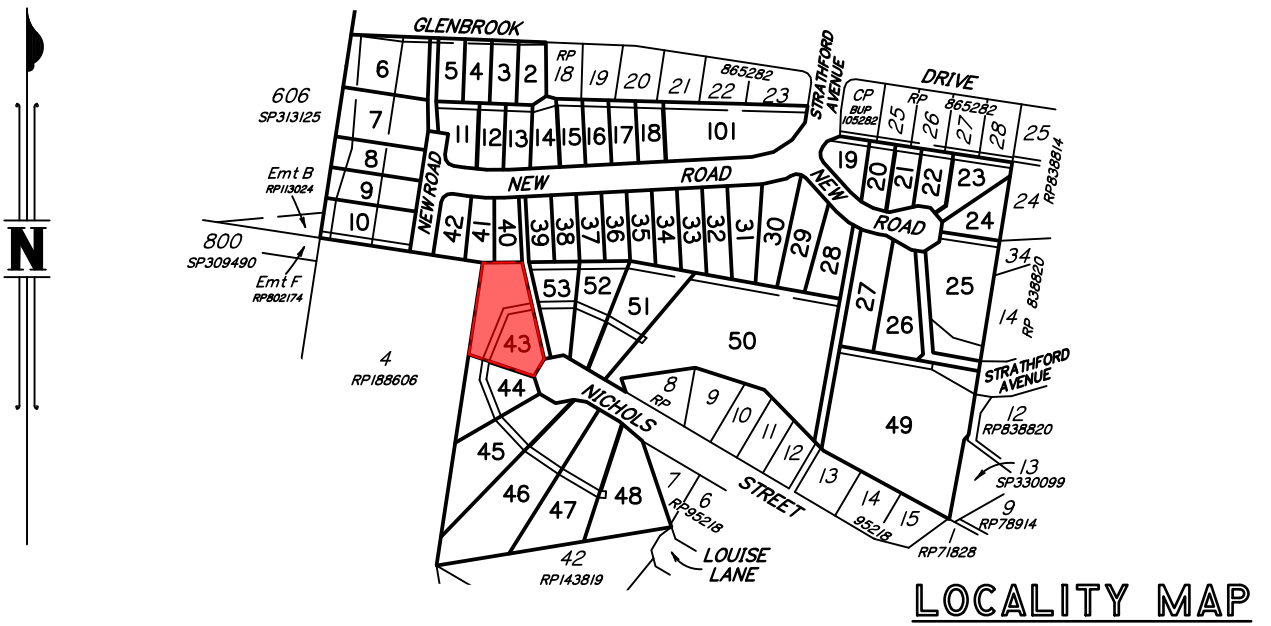 GLENBROOK
STRATHFORD
AVENUE
DRIVE
606
SP313125
6
5
4
3
2
RP
18
19
20
21
865282
22
23
CP
BUP
105282
RP
865282
25
26
27
28
25
RP838814
24
7
11
12
13
14
15
16
17
18
101
19
20
21
22
23
24
8
9
10
Emt B
RP113024
NEW ROAD
NEW ROAD
NEW
ROAD
800
SP309490
Emt F
RP802174
42
41
40
39
38
37
36
35
34
33
32
31
30
29
28
27
26
25
34
RP 838820
14
N
53
52
51
50
43
4
RP188606
44
NICHOLS
STREET
8
RP
9
10
11
12
13
14
15
95218
49
STRATHFORD
AVENUE
12
RP838820
13
SP330099
9
RP78914
1
RP71828
45
46
47
48
7
6
RP95218
42
RP143819
LOUISE
LANE
LOCALITY MAP